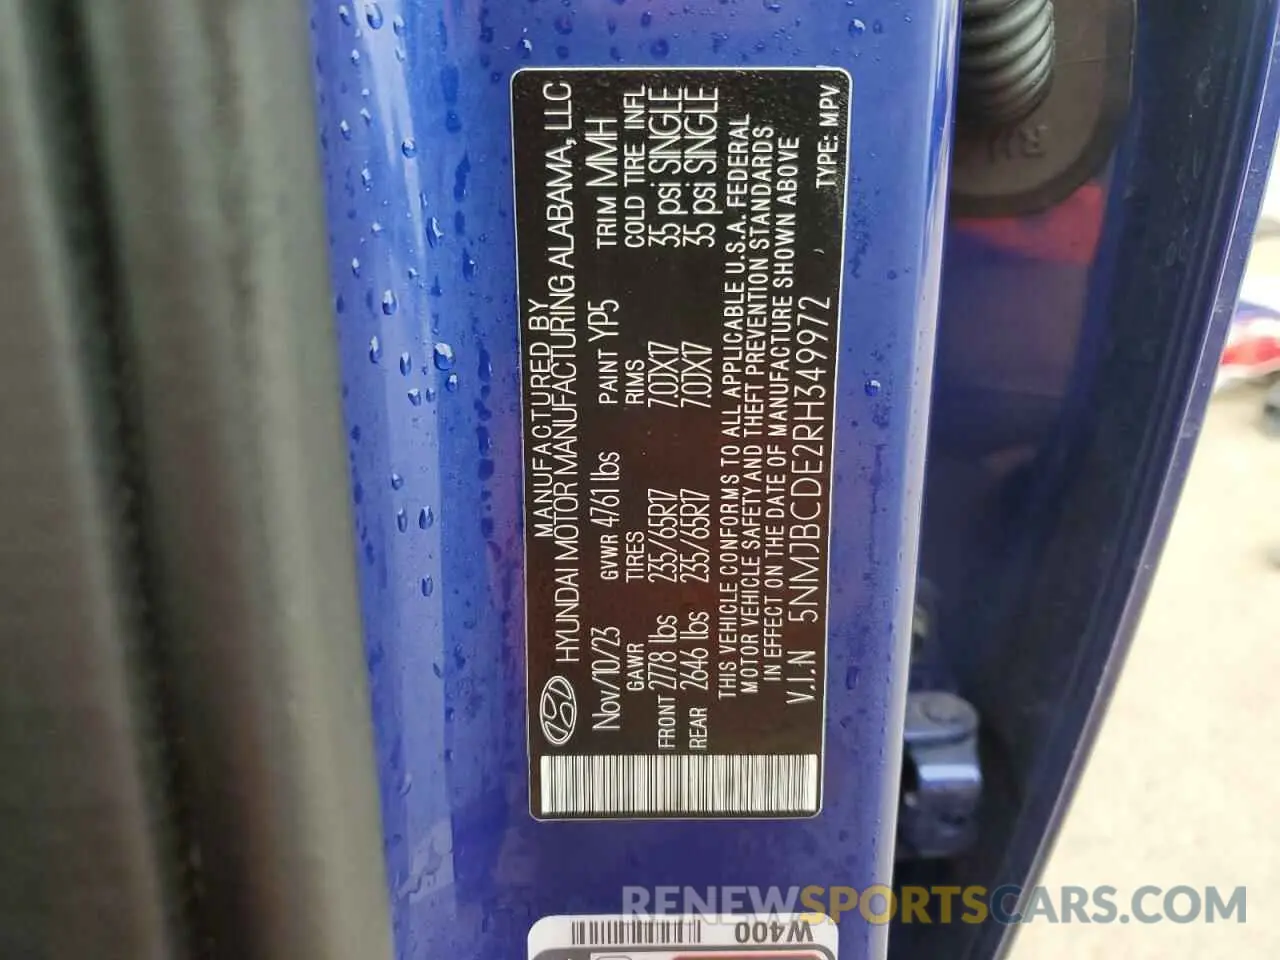 MANUFACTURED BY
HYUNDAI MOTOR MANUFACTURING ALABAMA, LLC
Nov/10/23 GVWR 4761 lbs PAINT YP5 TRIM MMH
GAWR TIRES RIMS COLD TIRE INFL
FRONT 2778 lbs 235/65R17 7.0JX17 35 psi SINGLE
REAR 2646 lbs 235/65R17 7.0JX17 35 psi SINGLE
THIS VEHICLE CONFORMS TO ALL APPLICABLE U.S.A. FEDERAL
MOTOR VEHICLE SAFETY AND THEFT PREVENTION STANDARDS
IN EFFECT ON THE DATE OF MANUFACTURE SHOWN ABOVE
V.I.N 5NMJBCDE2RH349972 TYPE: MPV
W400
RENEWSPORTSCARS.COM